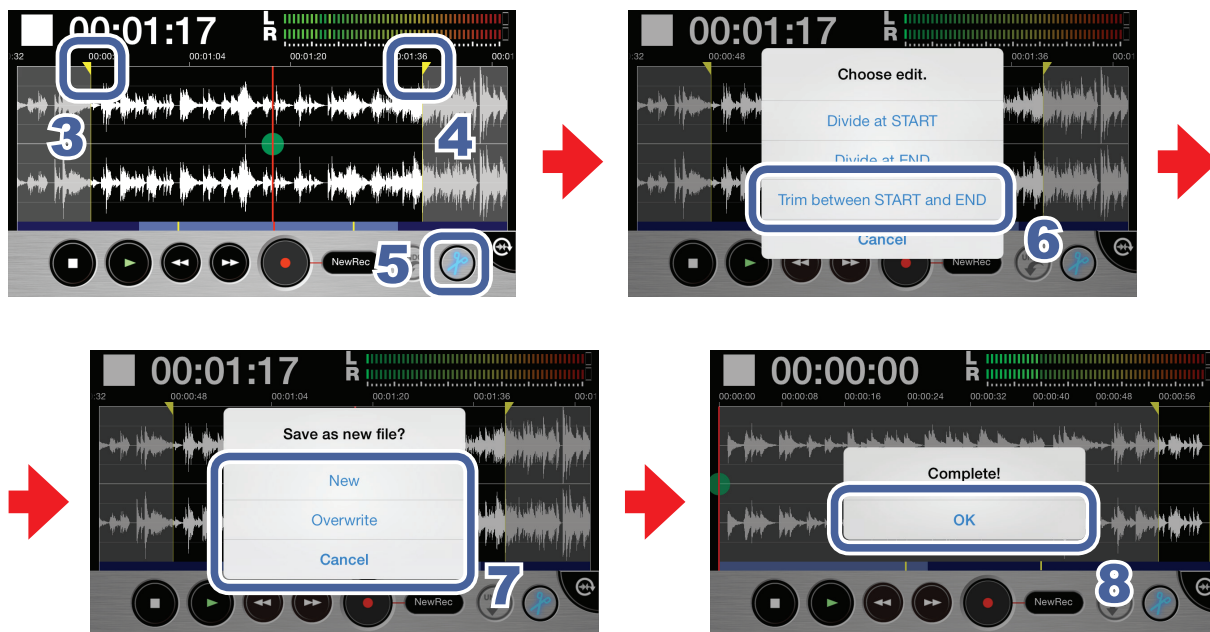 00:01:17
L
R
:32
00:01:04
00:01:20
00:01:36
3
4
NewRec
5
00:01:17
L
R
:32
00:00:48
00:01:36
Choose edit.
Divide at START
Divide at END
Trim between START and END
Cancel
NewRec
6
00:01:17
L
R
:32
00:00:48
00:01:04
00:01:20
00:01:36
Save as new file?
New
Overwrite
Cancel
NewRec
7
00:00:00
L
R
00:00:00
00:00:08
00:00:16
00:00:24
00:00:32
00:00:40
00:00:48
00:00:56
Complete!
OK
NewRec
8